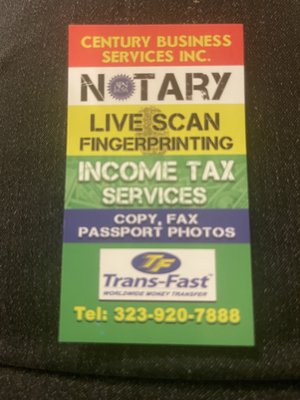 CENTURY BUSINESS
SERVICES INC.
NOTARY
LIVE SCAN
FINGERPRINTING
INCOME TAX
SERVICES
COPY, FAX
PASSPORT PHOTOS
TF
Trans-Fast
WORLDWIDE MONEY TRANSFER
Tel: 323-920-7888